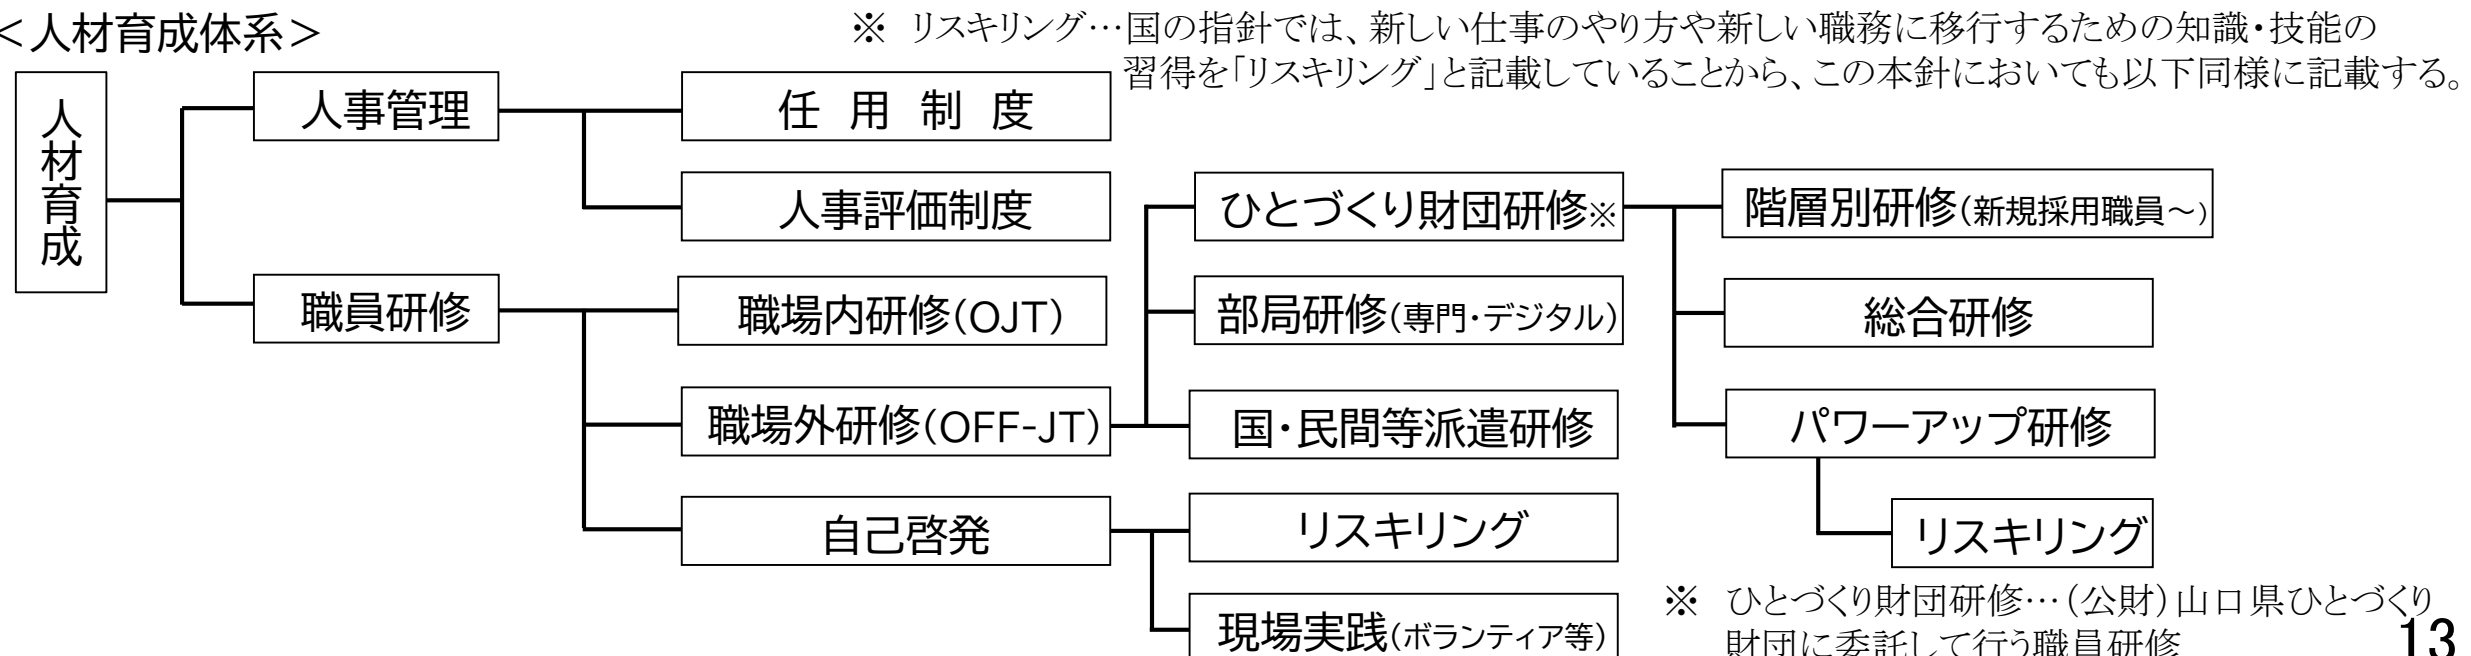 ＜人材育成体系＞
※ リスキリング…国の指針では、新しい仕事のやり方や新しい職務に移行するための知識・技能の
習得を「リスキリング」と記載していることから、この本針においても以下同様に記載する。
人材育成
人事管理
任用制度
人事評価制度
職員研修
職場内研修(OJT)
職場外研修(OFF-JT)
ひとづくり財団研修※
階層別研修(新規採用職員～)
総合研修
パワーアップ研修
リスキリング
部局研修(専門・デジタル)
国・民間等派遣研修
自己啓発
リスキリング
現場実践(ボランティア等)
※ ひとづくり財団研修…(公財)山口県ひとづくり
財団に委託して行う職員研修
13